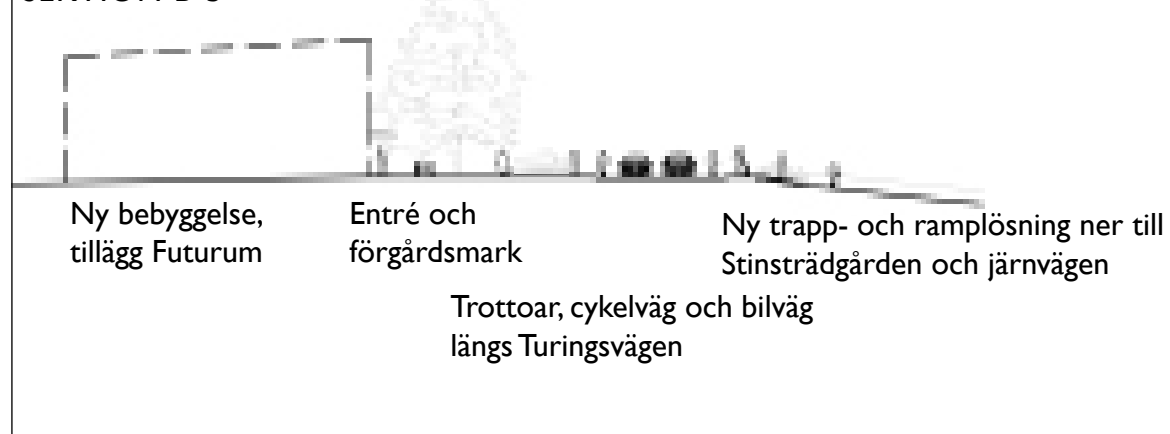 Ny bebyggelse,
tillägg Futurum
Entré och
förgårdsmark
Trottoar, cykelväg och bilväg
längs Turingsvägen
Ny trapp- och ramplösning ner till
Stinsträdgården och järnvägen